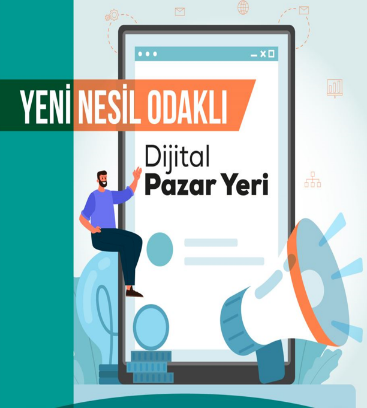 YENİ NESİL ODAKLI
Dijital
Pazar Yeri